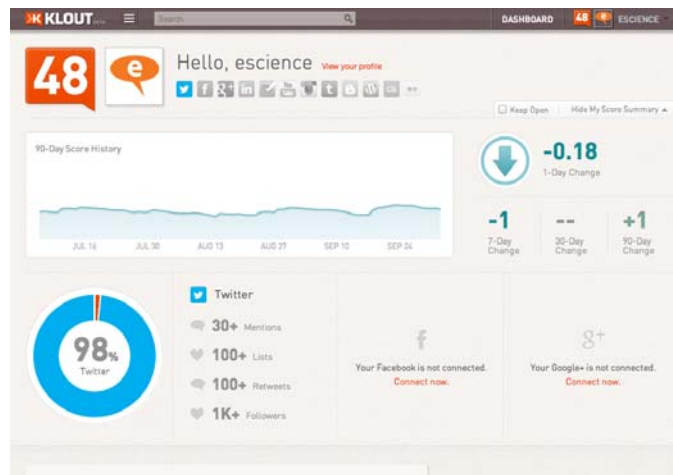 KLOUT beta
Search
DASHBOARD 48 e ESCIENCE
48 e
Hello, escience View your profile
Keep Open Hide My Score Summary
90-Day Score History
JUL 16 JUL 30 AUG 13 AUG 27 SEP 10 SEP 24
-0.18
1-Day Change
-1 -- +1
7-Day Change 30-Day Change 90-Day Change
98%
Twitter
Twitter
30+ Mentions
100+ Lists
100+ Retweets
1K+ Followers
f
Your Facebook is not connected.
Connect now.
g+
Your Google+ is not connected.
Connect now.